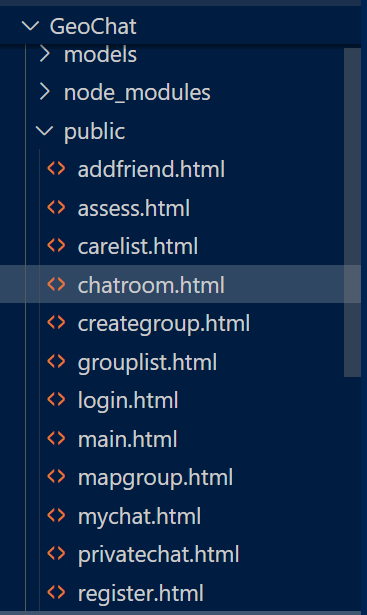 GeoChat
models
node_modules
public
addfriend.html
assess.html
carelist.html
chatroom.html
creategroup.html
grouplist.html
login.html
main.html
mapgroup.html
mychat.html
privatechat.html
register.html